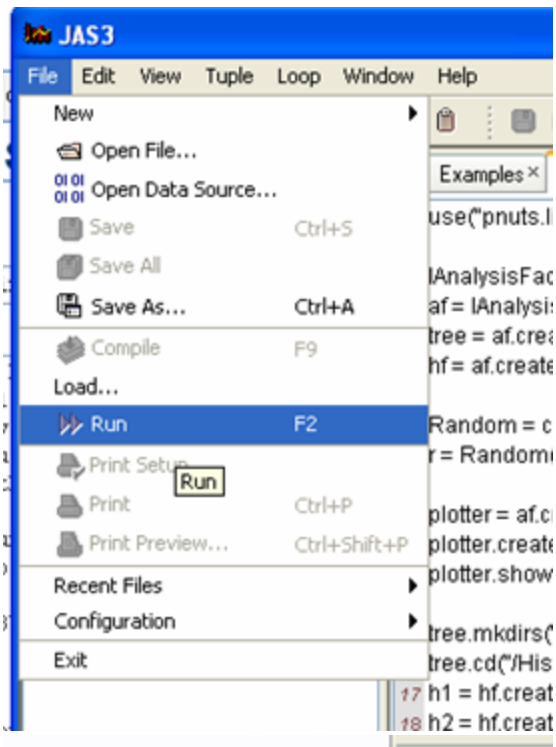 JAS3
File Edit View Tuple Loop Window Help
New
Open File...
Open Data Source...
Save Ctrl+S
Save All
Save As... Ctrl+A
Compile F9
Load...
Run F2
Print Setup
Run
Print Ctrl+P
Print Preview... Ctrl+Shift+P
Recent Files
Configuration
Exit
Examples
use("pnuts.l
IAnalysisFac
af = IAnalysis
tree = af.crea
hf = af.create
Random = c
r = Random(
plotter = af.c
plotter.create
plotter.show
tree.mkdirs("
tree.cd("/His
17 h1 = hf.creat
18 h2 = hf.creat